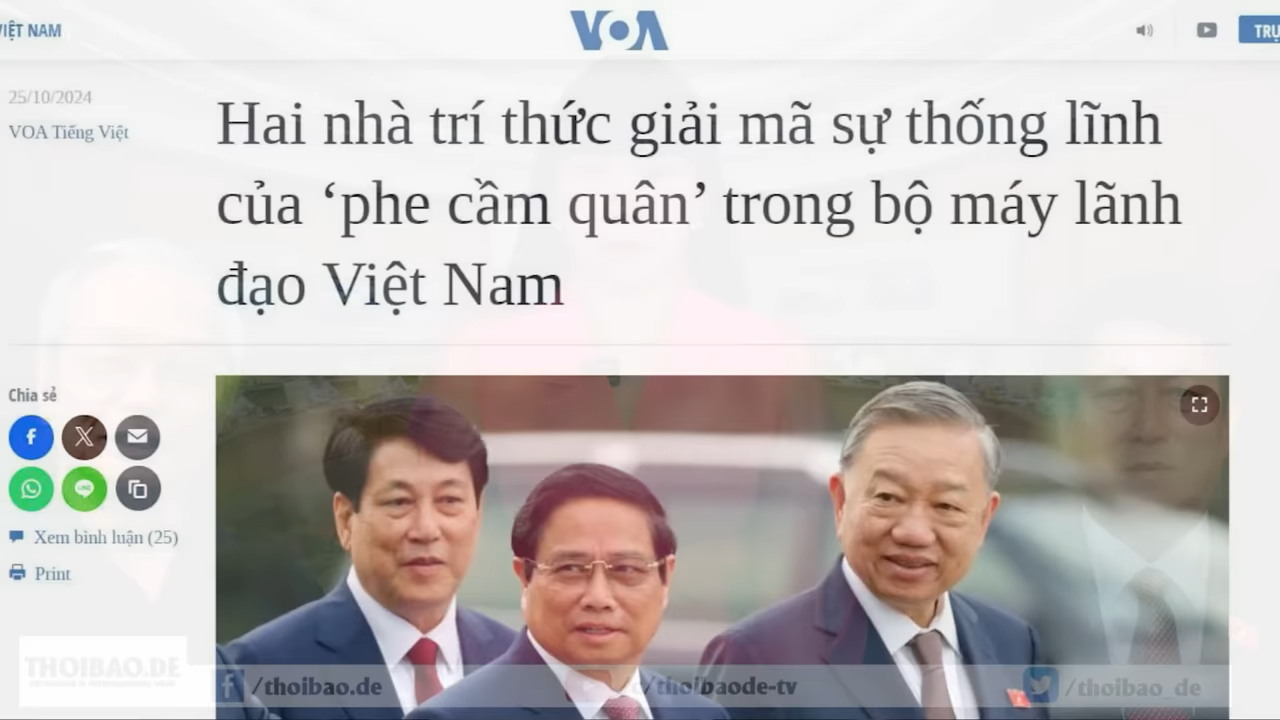 VIỆT NAM
VOA
TRỰ
25/10/2024
VOA Tiếng Việt
Hai nhà trí thức giải mã sự thống lĩnh
của ‘phe cầm quân’ trong bộ máy lãnh
đạo Việt Nam
Chia sẻ
Xem bình luận (25)
Print
THOIBAO.DE
/thoibao.de
/thoibaode-tv
/thoibao_de